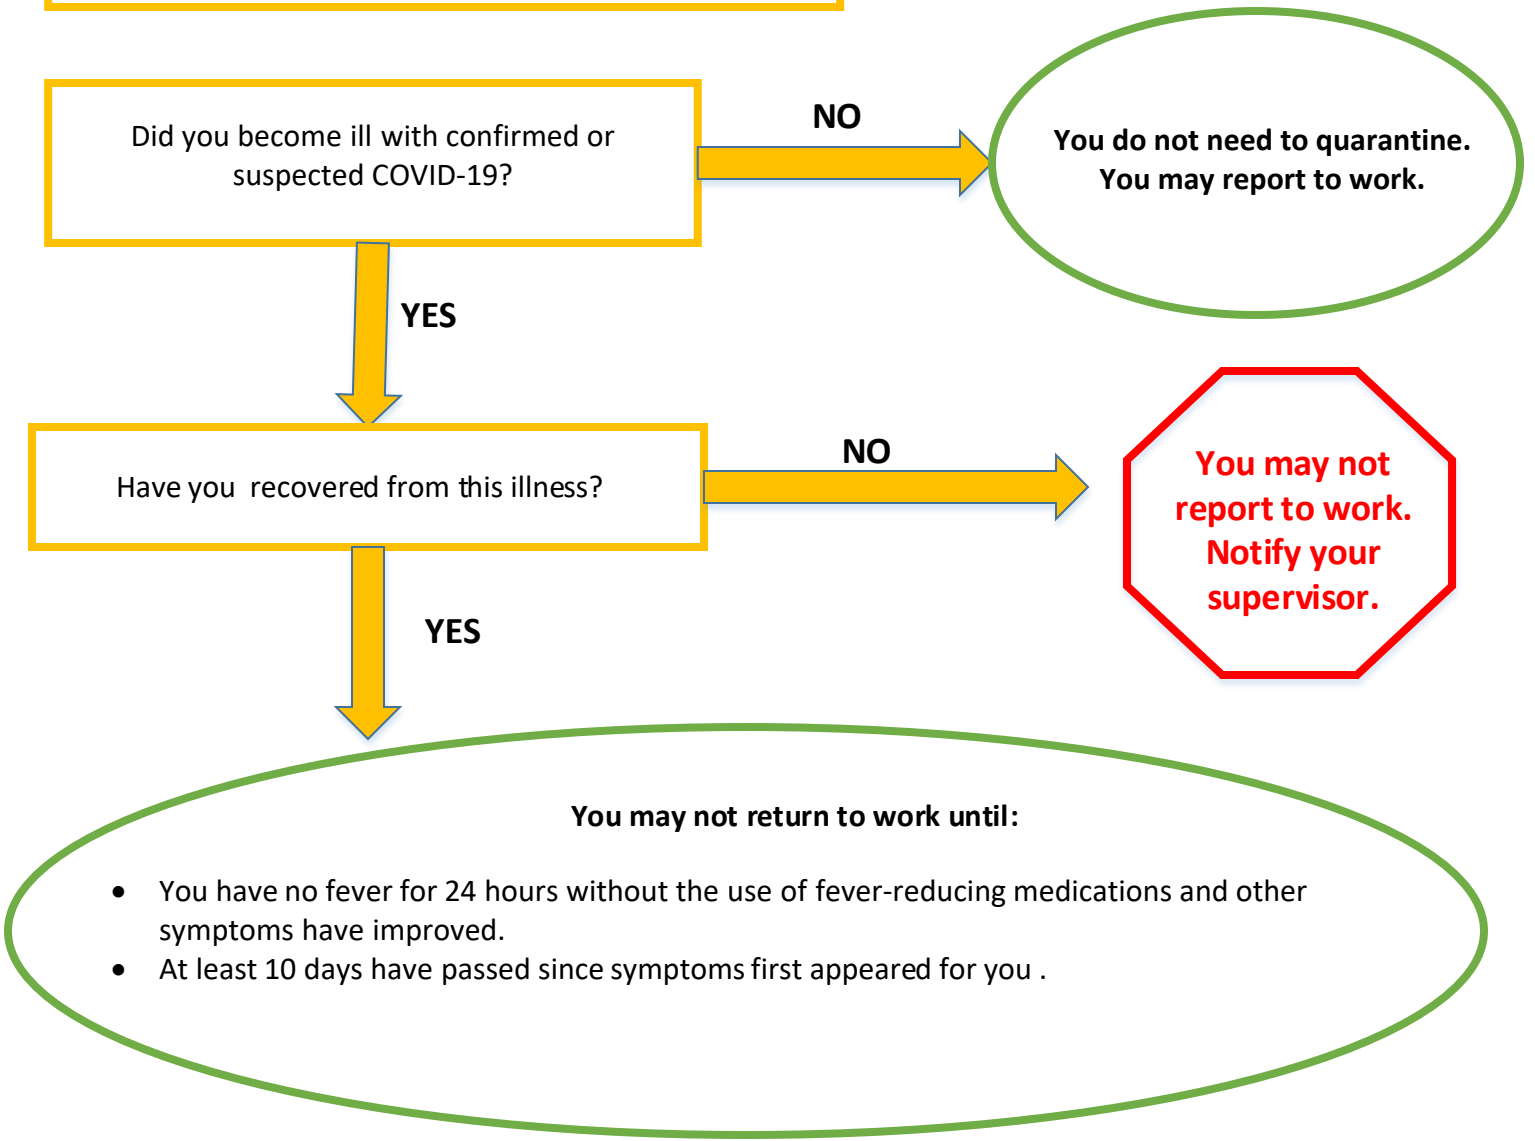 Did you become ill with confirmed or
suspected COVID-19?
NO
You do not need to quarantine.
You may report to work.
YES
Have you recovered from this illness?
NO
You may not
report to work.
Notify your
supervisor.
YES
You may not return to work until:
• You have no fever for 24 hours without the use of fever-reducing medications and other
symptoms have improved.
• At least 10 days have passed since symptoms first appeared for you .